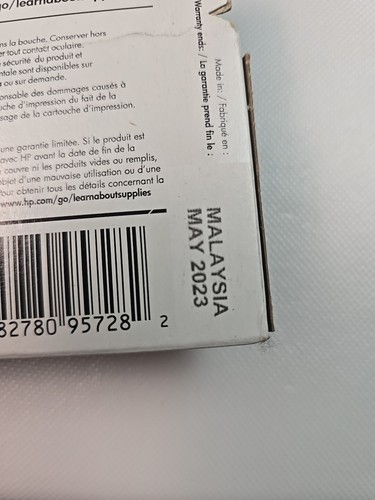 ns la bouche. Conserver hors
er tout contact oculaire.
sécurité du produit et
ntale sont disponibles sur
ou sur demande.
onsable des dommages causés à
uche d'impression du fait de la
sage de la cartouche d'impression.
une garantie limitée. Si le produit est
avec HP avant la date de fin de la
couvre ni les produits vides ou remplis,
objet d'une mauvaise utilisation ou d'une
Pour obtenir tous les détails concernant la
www.hp.com/go/learnaboutsupplies
82780 95728 2
Made in: / Fabriqué en :
Warranty ends: / La garantie prend fin le :
MALAYSIA
MAY 2023